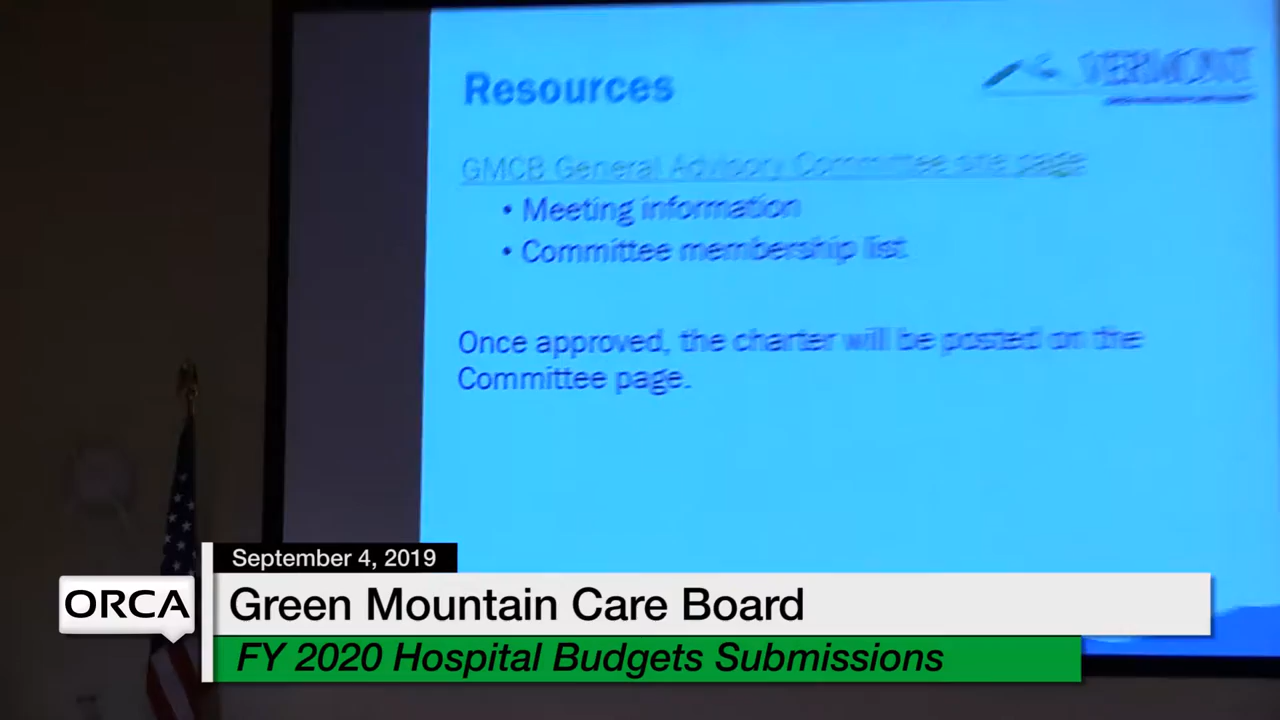 Resources
VERMONT
GMCB General Advisory Committee site page
• Meeting information
• Committee membership list
Once approved, the charter will be posted on the
Committee page.
September 4, 2019
ORCA
Green Mountain Care Board
FY 2020 Hospital Budgets Submissions